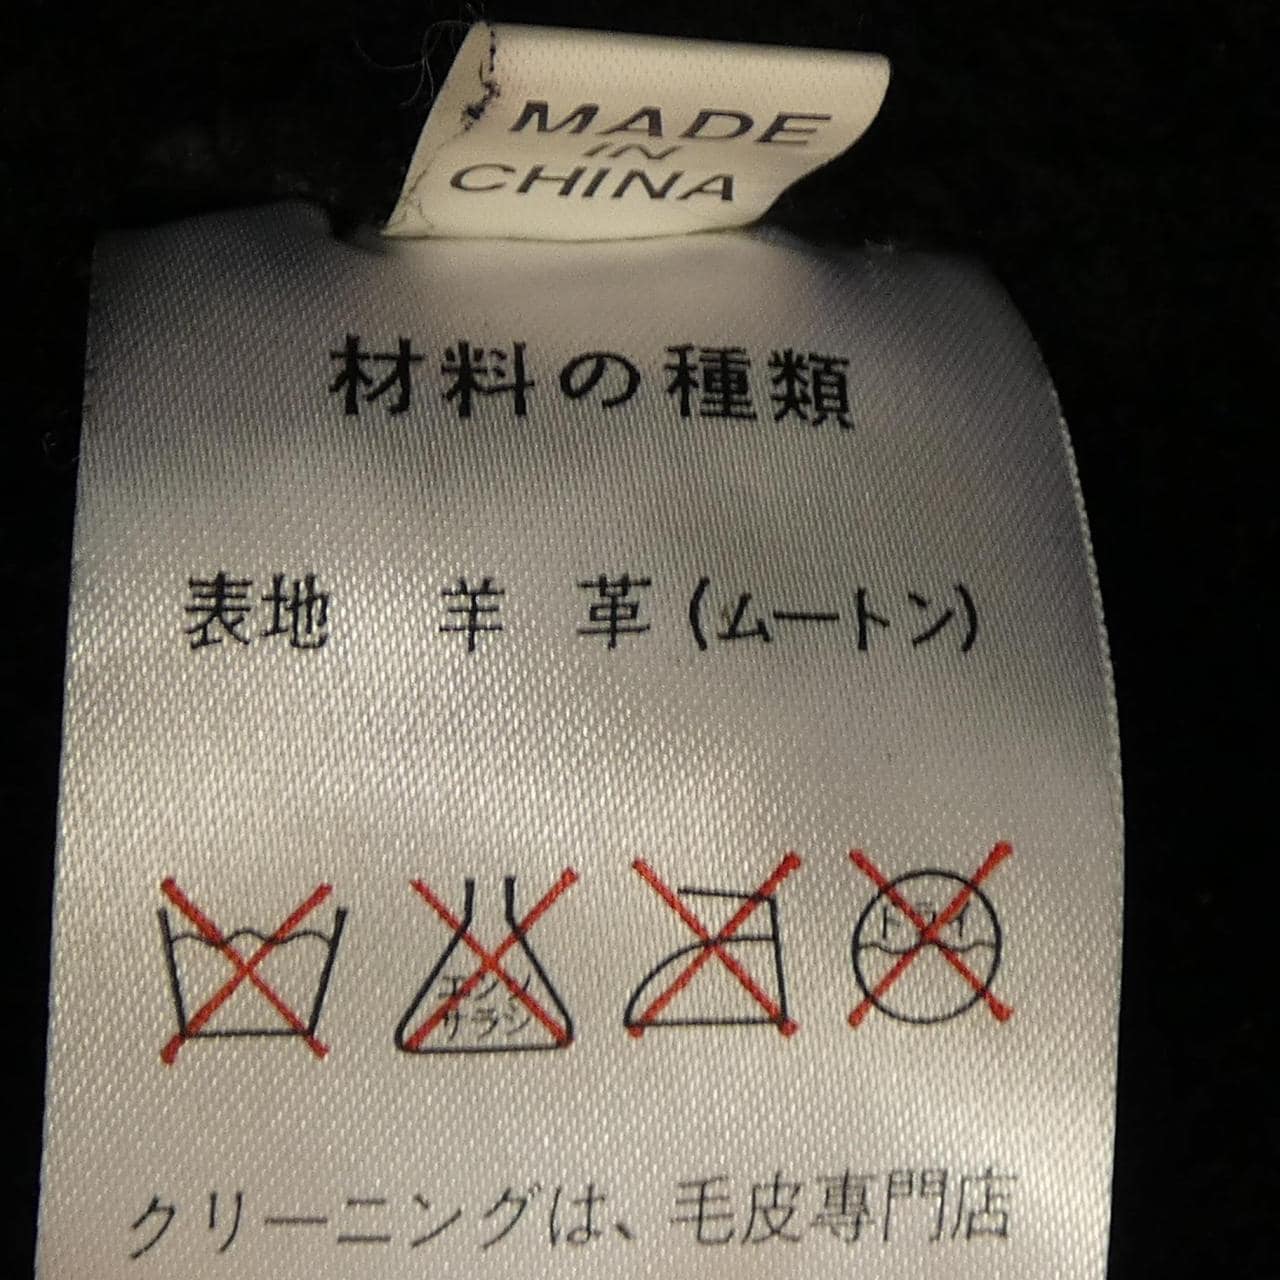 MADE
IN
CHINA
材料の種類
表地 羊 革(ムートン)
エンソ
サラシ
ドライ
クリーニングは、毛皮専門店